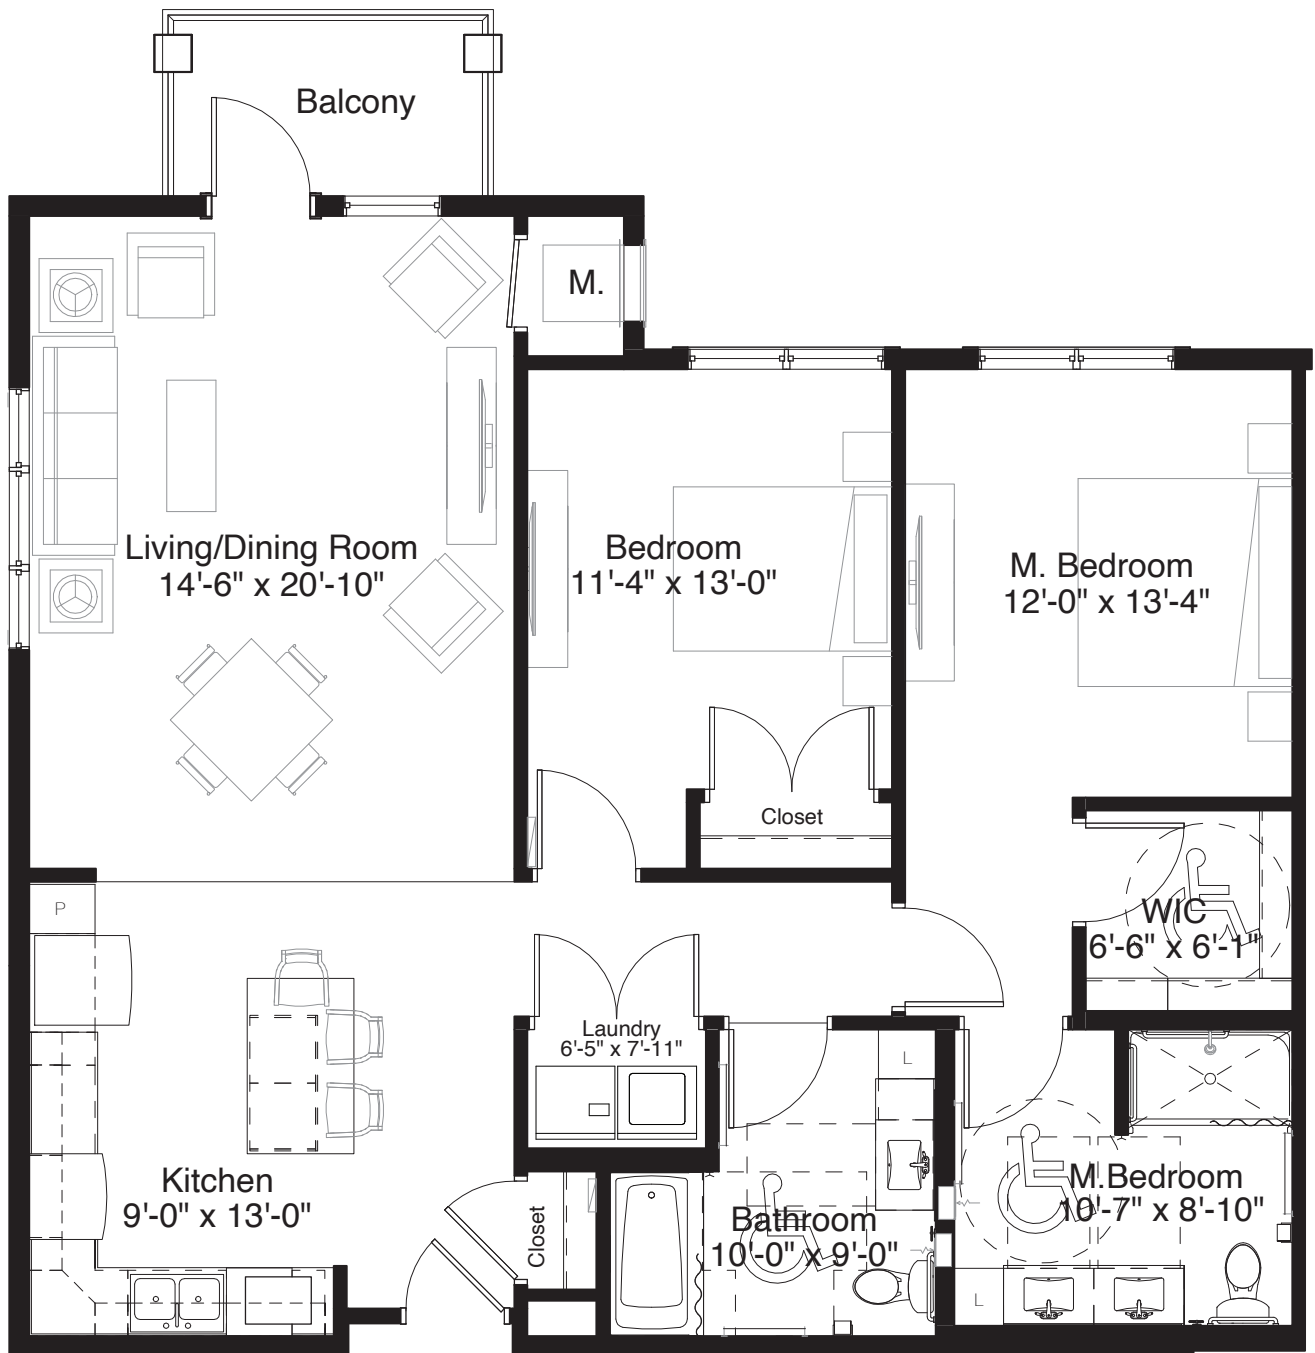 Balcony
M.
Living/Dining Room
14'-6" x 20'-10"
Bedroom
11'-4" x 13'-0"
M. Bedroom
12'-0" x 13'-4"
Closet
P
WIC
6'-6" x 6'-1"
Laundry
6'-5" x 7'-11"
L
Kitchen
9'-0" x 13'-0"
Closet
Bathroom
10'-0" x 9'-0"
M.Bedroom
10'-7" x 8'-10"
L